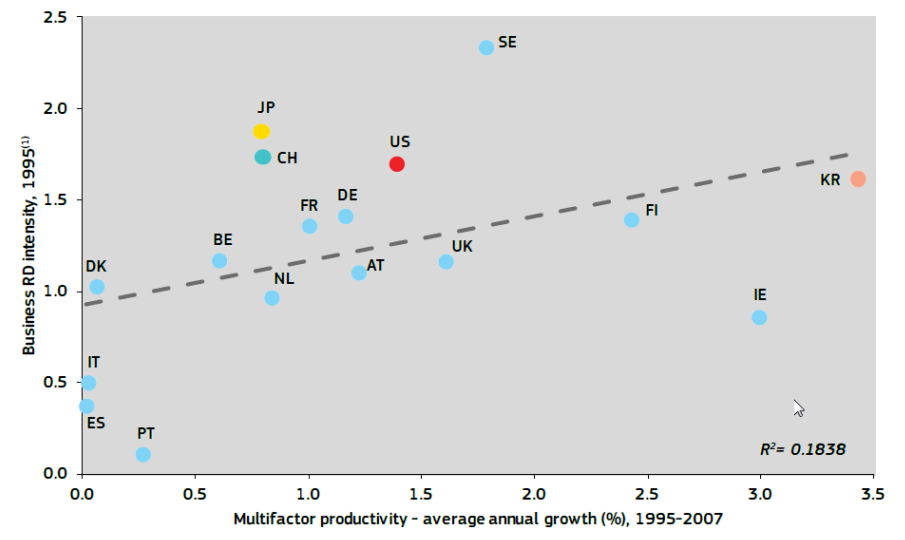 2.5
SE
2.0
JP
US
CH
Business RD intensity, 1995(1)
1.5
KR
DE
FR
FI
BE
UK
AT
DK
NL
1.0
IE
IT
0.5
ES
PT
R²= 0.1838
0.0
0.0 0.5 1.0 1.5 2.0 2.5 3.0 3.5
Multifactor productivity - average annual growth (%), 1995-2007